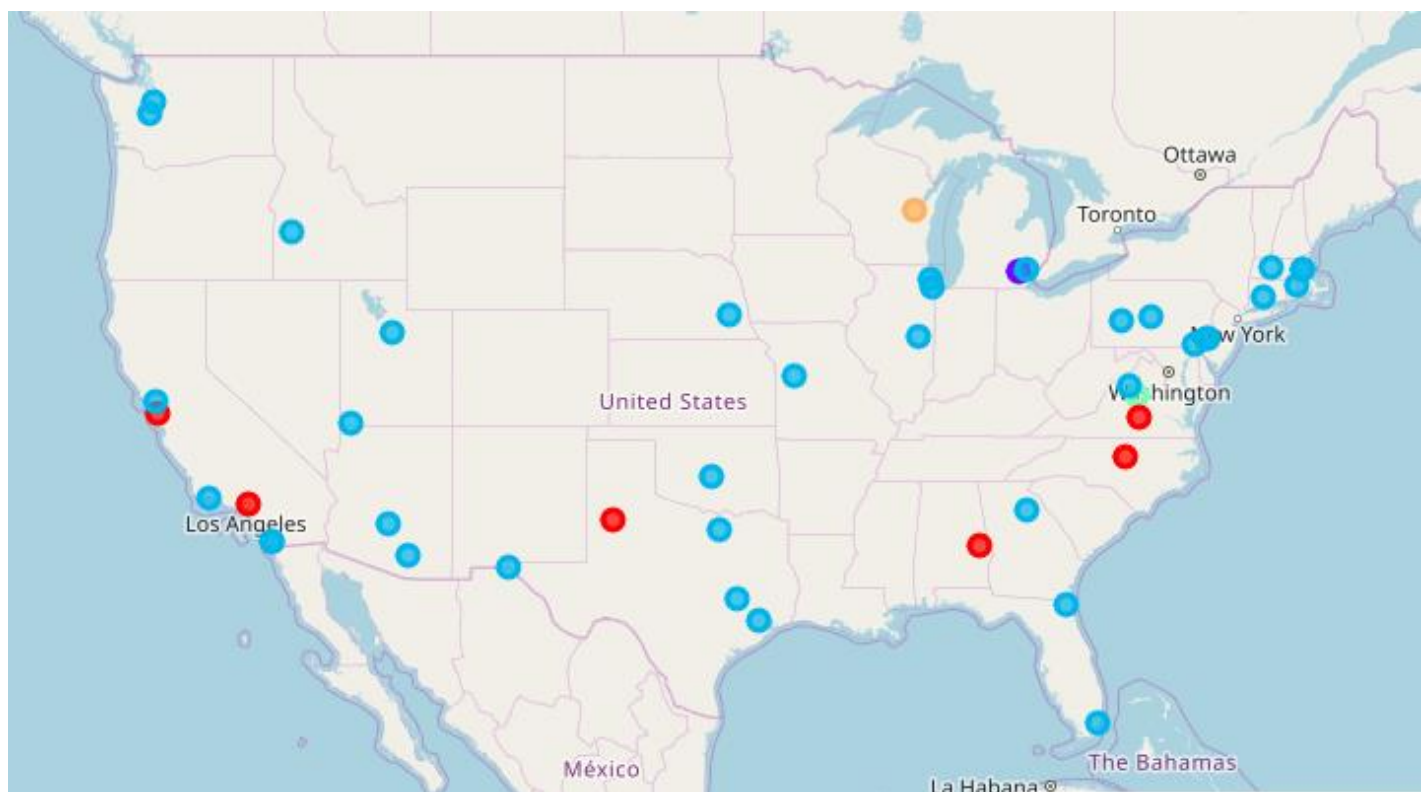 Ottawa
Toronto
New York
Washington
United States
Los Angeles
México
The Bahamas
La Habana